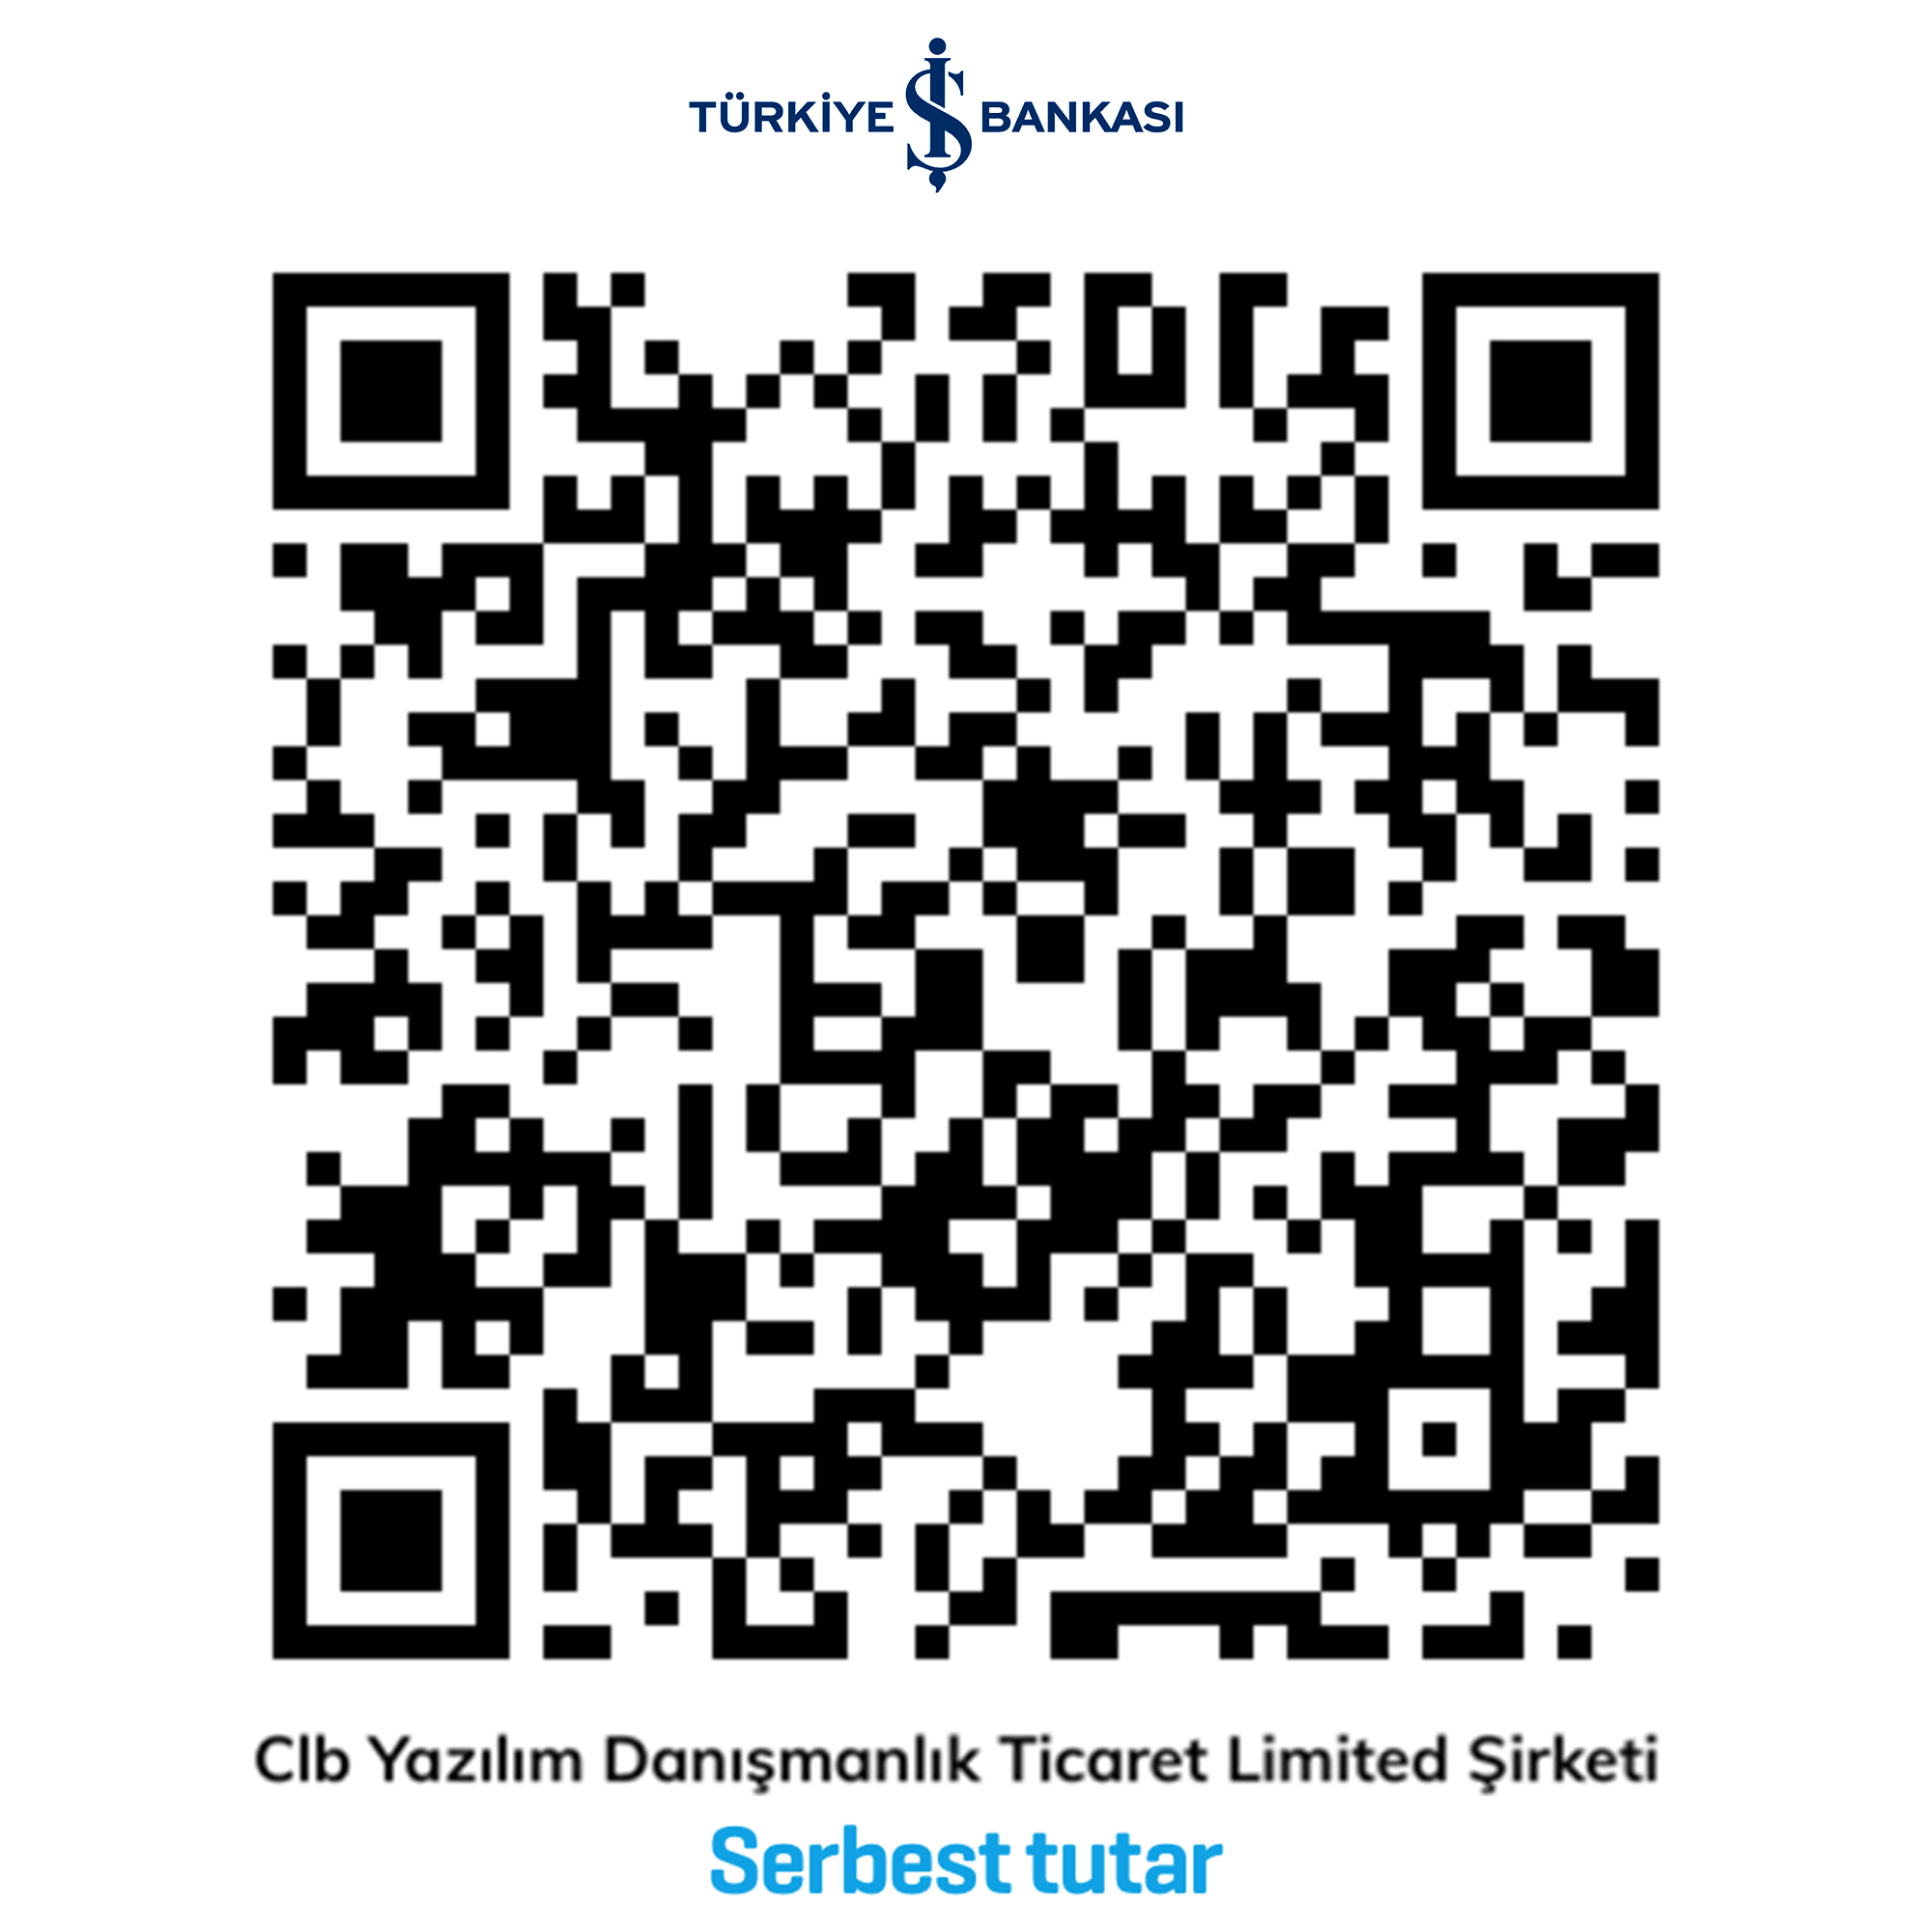 TÜRKİYE İŞ BANKASI
Clb Yazılım Danışmanlık Ticaret Limited Şirketi
Serbest tutar